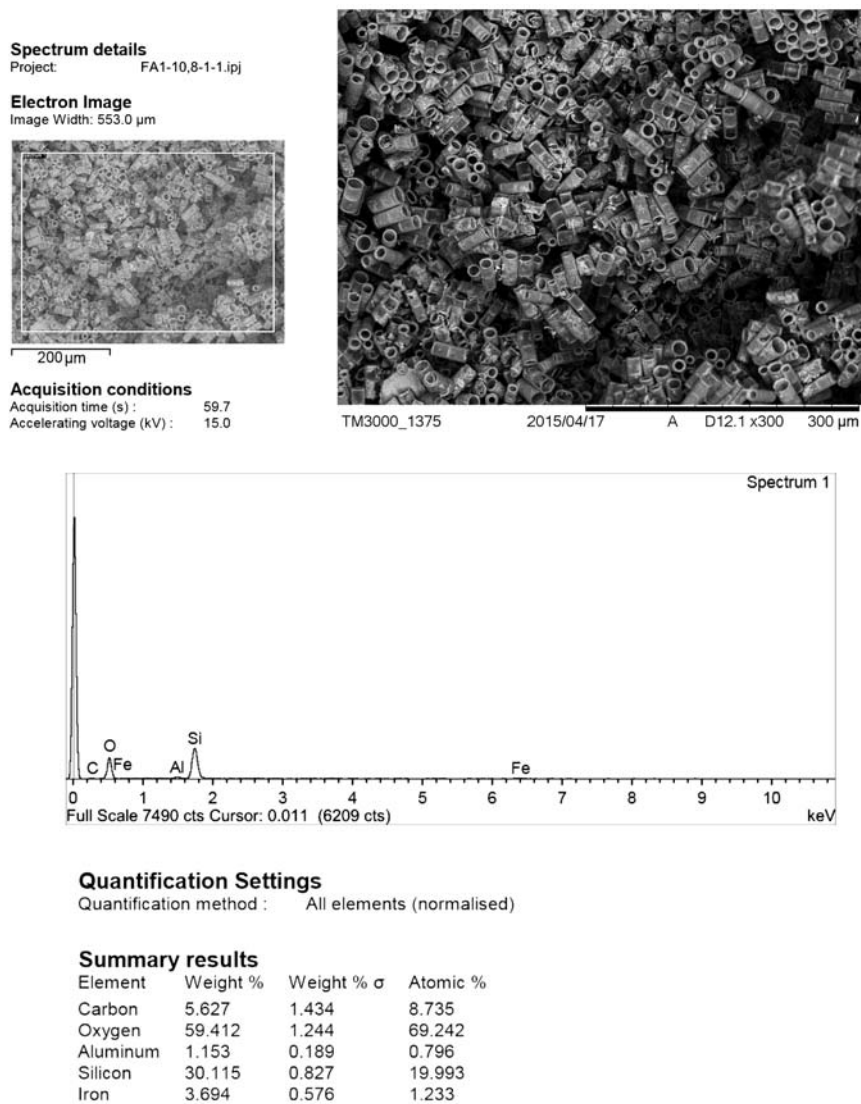 Spectrum details
Project: FA1-10,8-1-1.ipj
Electron Image
Image Width: 553.0 µm
200µm
Acquisition conditions
Acquisition time (s) : 59.7
Accelerating voltage (kV) : 15.0
TM3000_1375 2015/04/17 A D12.1 x300 300 µm
Spectrum 1
C O Fe Al Si Fe
0 1 2 3 4 5 6 7 8 9 10
Full Scale 7490 cts Cursor: 0.011 (6209 cts) keV
Quantification Settings
Quantification method : All elements (normalised)
Summary results
Element Weight % Weight % σ Atomic %
Carbon 5.627 1.434 8.735
Oxygen 59.412 1.244 69.242
Aluminum 1.153 0.189 0.796
Silicon 30.115 0.827 19.993
Iron 3.694 0.576 1.233